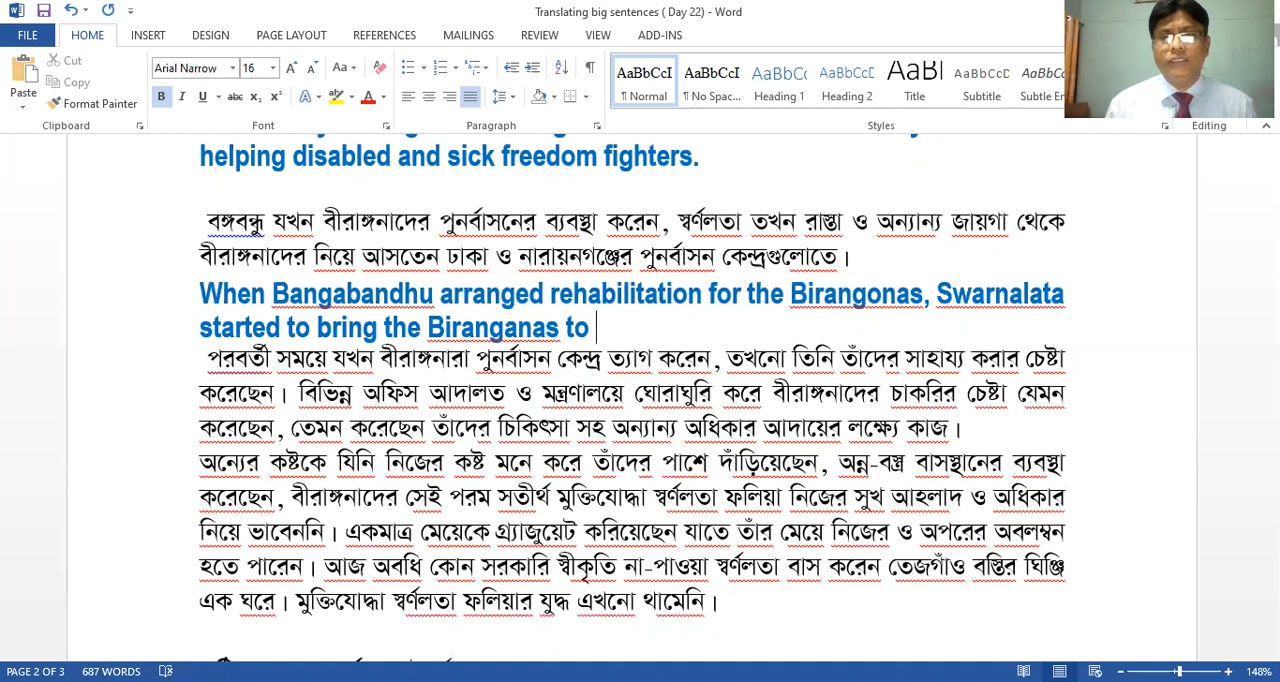 Translating big sentences ( Day 22) - Word
FILE HOME INSERT DESIGN PAGE LAYOUT REFERENCES MAILINGS REVIEW VIEW ADD-INS
Cut
Copy
Paste
Format Painter
Clipboard
Arial Narrow 16
Font
Paragraph
AaBbCcI AaBbCcI AaBbCc AaBbCcC AaBl AaBbCcD AaBbCcD
¶ Normal ¶ No Spac... Heading 1 Heading 2 Title Subtitle Subtle Em
Styles
Editing
helping disabled and sick freedom fighters.
বঙ্গবন্ধু যখন বীরাঙ্গনাদের পুনর্বাসনের ব্যবস্থা করেন, স্বর্ণলতা তখন রাস্তা ও অন্যান্য জায়গা থেকে
বীরাঙ্গনাদের নিয়ে আসতেন ঢাকা ও নারায়নগঞ্জের পুনর্বাসন কেন্দ্রগুলোতে।
When Bangabandhu arranged rehabilitation for the Birangonas, Swarnalata
started to bring the Biranganas to
পরবর্তী সময়ে যখন বীরাঙ্গনারা পুনর্বাসন কেন্দ্র ত্যাগ করেন, তখনো তিনি তাঁদের সাহায্য করার চেষ্টা
করেছেন। বিভিন্ন অফিস আদালত ও মন্ত্রণালয়ে ঘোরাঘুরি করে বীরাঙ্গনাদের চাকরির চেষ্টা যেমন
করেছেন, তেমন করেছেন তাঁদের চিকিৎসা সহ অন্যান্য অধিকার আদায়ের লক্ষ্যে কাজ।
অন্যের কষ্টকে যিনি নিজের কষ্ট মনে করে তাঁদের পাশে দাঁড়িয়েছেন, অন্ন-বস্ত্র বাসস্থানের ব্যবস্থা
করেছেন, বীরাঙ্গনাদের সেই পরম সতীর্থ মুক্তিযোদ্ধা স্বর্ণলতা ফলিয়া নিজের সুখ আহলাদ ও অধিকার
নিয়ে ভাবেননি। একমাত্র মেয়েকে গ্র্যাজুয়েট করিয়েছেন যাতে তাঁর মেয়ে নিজের ও অপরের অবলম্বন
হতে পারেন। আজ অবধি কোন সরকারি স্বীকৃতি না-পাওয়া স্বর্ণলতা বাস করেন তেজগাঁও বস্তির ঘিঞ্জি
এক ঘরে। মুক্তিযোদ্ধা স্বর্ণলতা ফলিয়ার যুদ্ধ এখনো থামেনি।
PAGE 2 OF 3 687 WORDS 148%